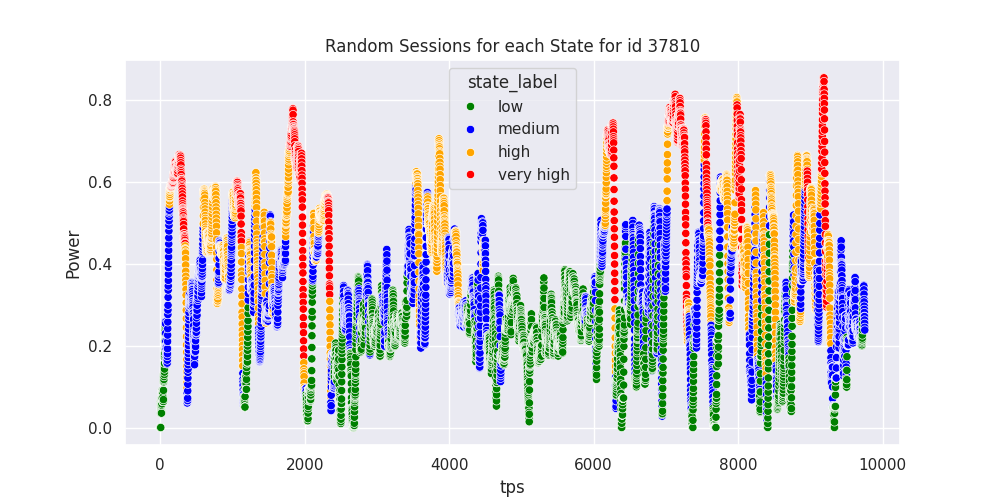 Random Sessions for each State for id 37810
state_label
low
medium
high
very high
Power
0.8
0.6
0.4
0.2
0.0
0
2000
4000
6000
8000
10000
tps